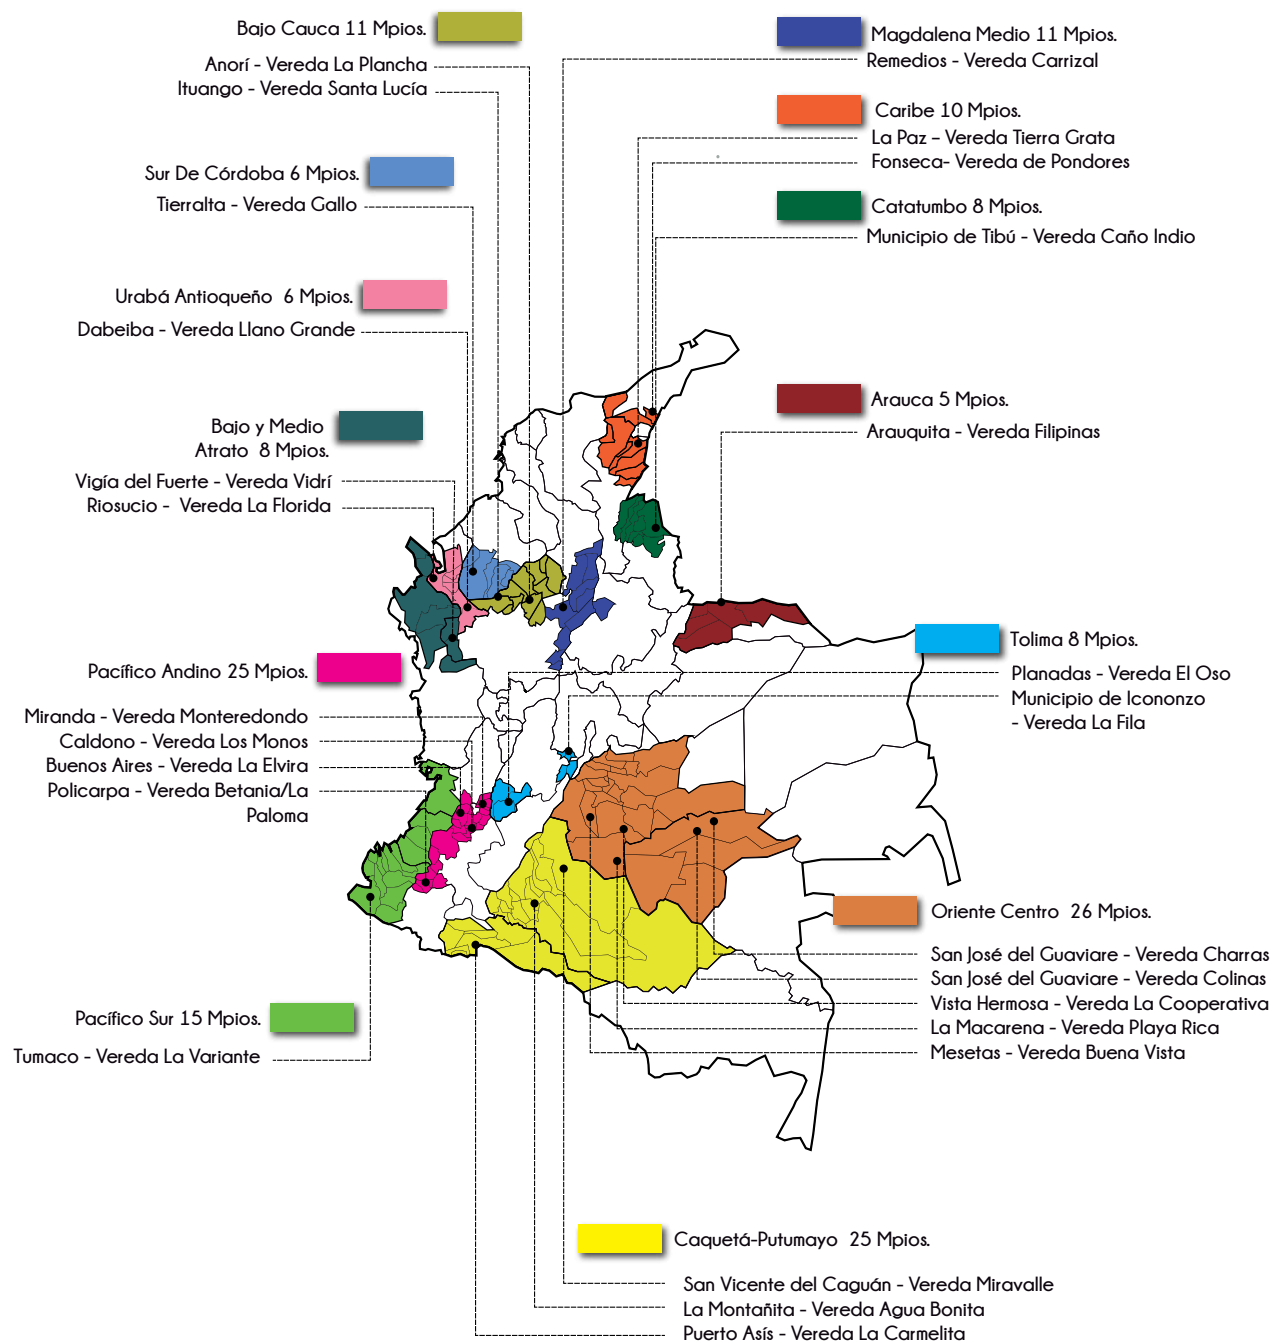 Bajo Cauca 11 Mpios.
Anorí - Vereda La Plancha
Ituango - Vereda Santa Lucía
Sur De Córdoba 6 Mpios.
Tierralta - Vereda Gallo
Urabá Antioqueño 6 Mpios.
Dabeiba - Vereda Llano Grande
Bajo y Medio
Atrato 8 Mpios.
Vigía del Fuerte - Vereda Vidrí
Riosucio - Vereda La Florida
Pacífico Andino 25 Mpios.
Miranda - Vereda Monteredondo
Caldono - Vereda Los Monos
Buenos Aires - Vereda La Elvira
Policarpa - Vereda Betania/La
Paloma
Pacífico Sur 15 Mpios.
Tumaco - Vereda La Variante
Magdalena Medio 11 Mpios.
Remedios - Vereda Carrizal
Caribe 10 Mpios.
La Paz - Vereda Tierra Grata
Fonseca- Vereda de Pondores
Catatumbo 8 Mpios.
Municipio de Tibú - Vereda Caño Indio
Arauca 5 Mpios.
Arauquita - Vereda Filipinas
Tolima 8 Mpios.
Planadas - Vereda El Oso
Municipio de Icononzo
- Vereda La Fila
Oriente Centro 26 Mpios.
San José del Guaviare - Vereda Charras
San José del Guaviare - Vereda Colinas
Vista Hermosa - Vereda La Cooperativa
La Macarena - Vereda Playa Rica
Mesetas - Vereda Buena Vista
Caquetá-Putumayo 25 Mpios.
San Vicente del Caguán - Vereda Miravalle
La Montañita - Vereda Agua Bonita
Puerto Asís - Vereda La Carmelita